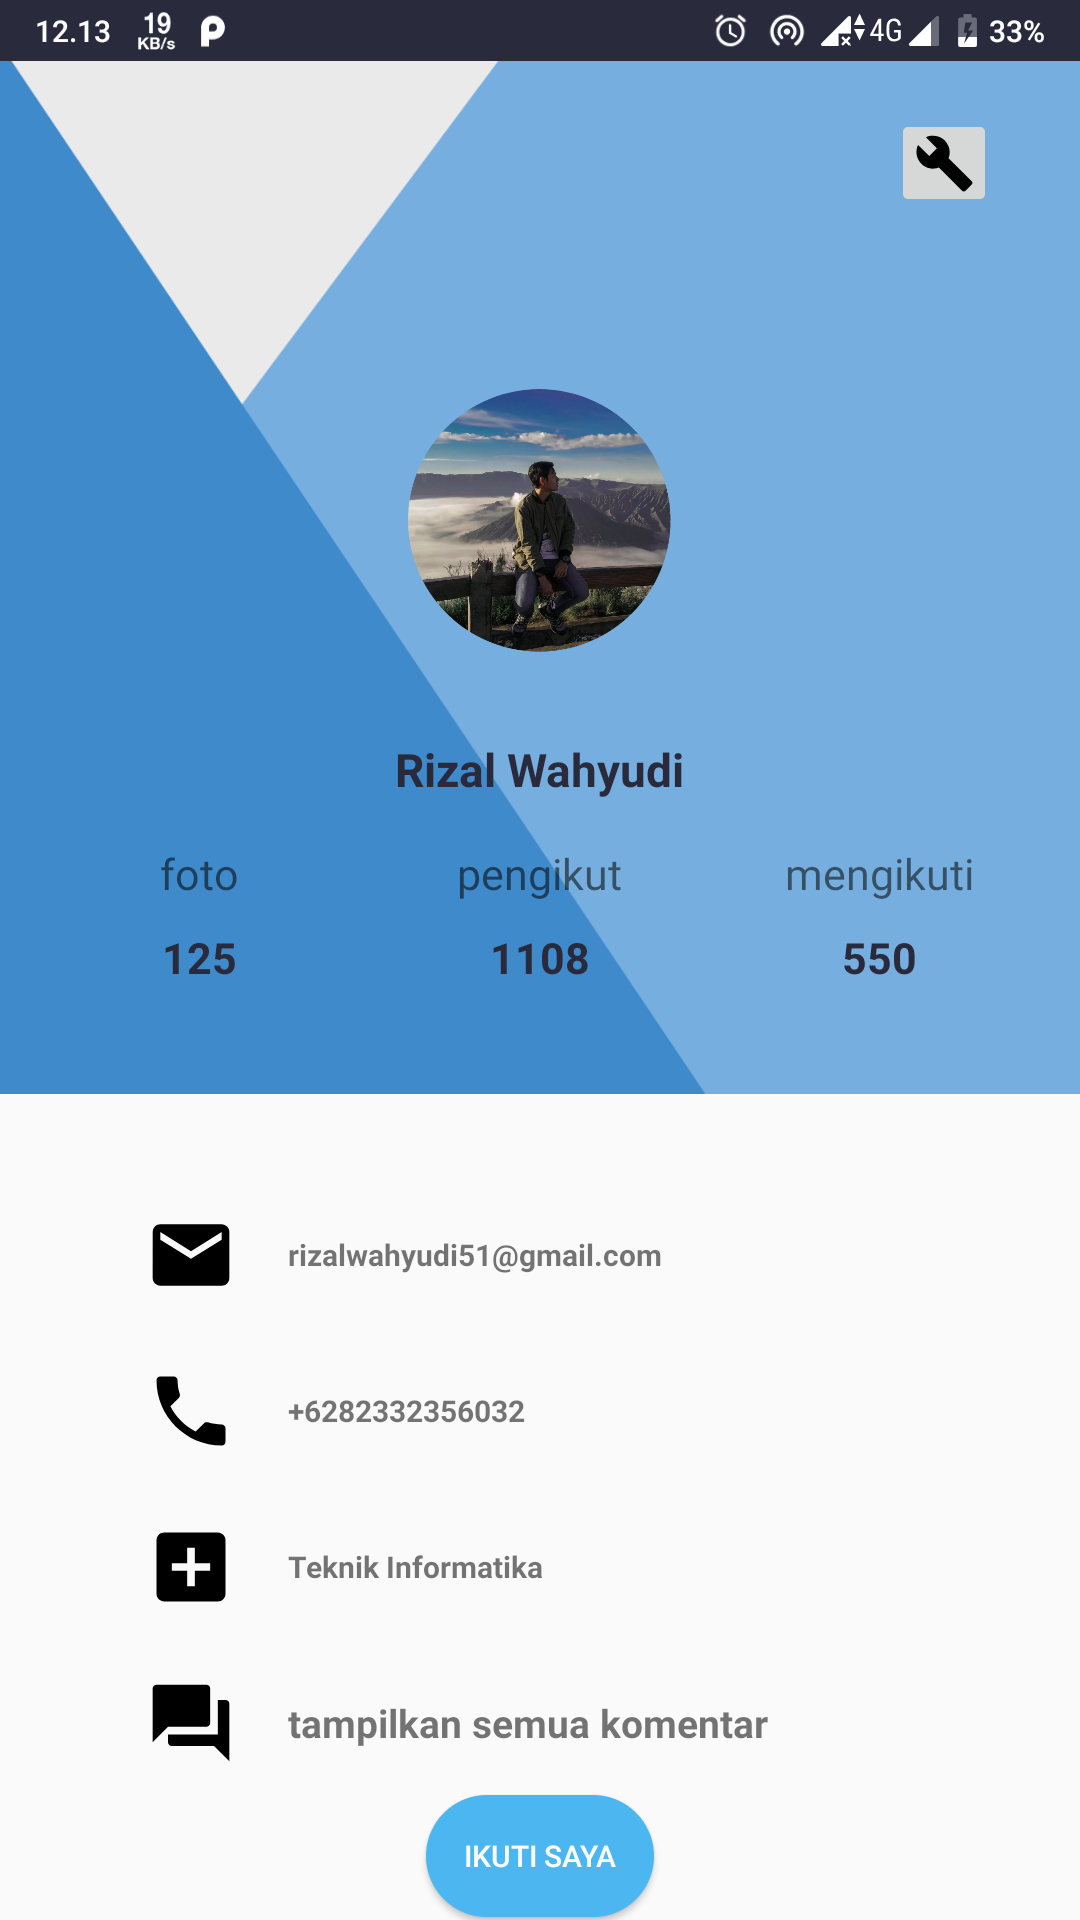 12.13 19 KB/s 4G 33%
Rizal Wahyudi
foto pengikut mengikuti
125 1108 550
rizalwahyudi51@gmail.com
+6282332356032
Teknik Informatika
tampilkan semua komentar
IKUTI SAYA